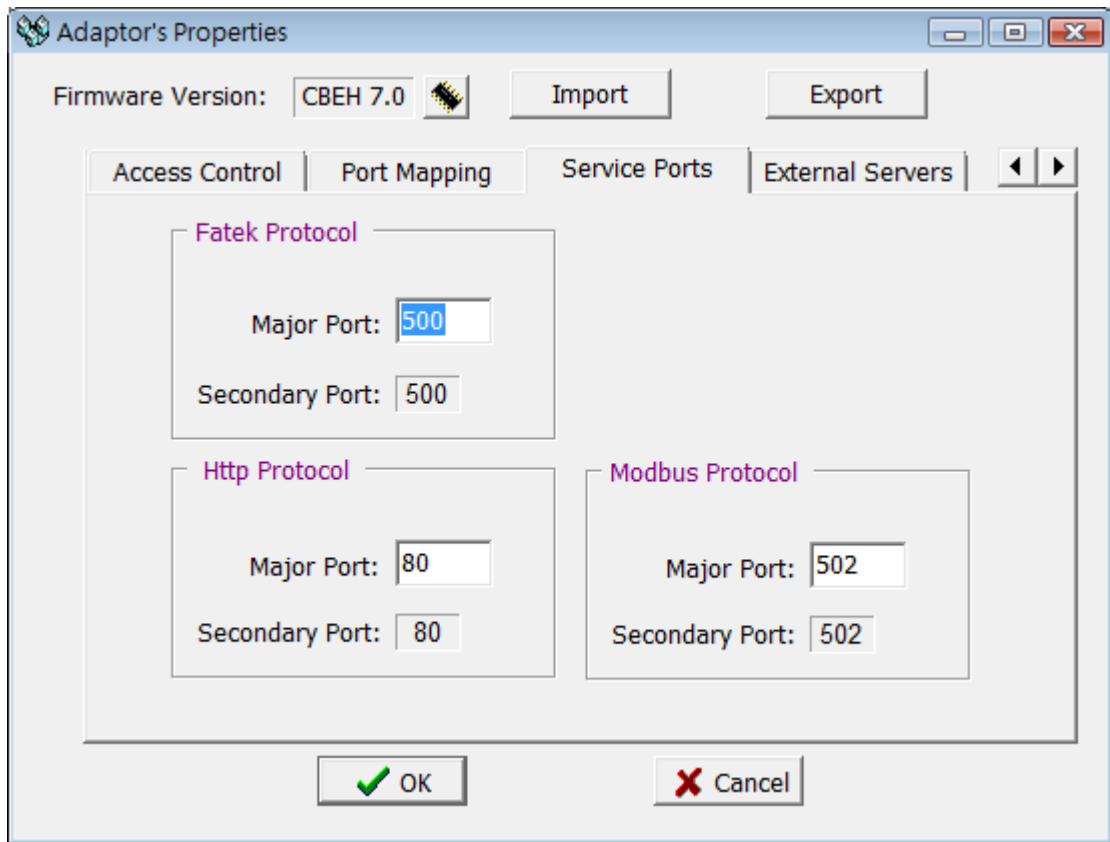 Adaptor's Properties
Firmware Version: CBEH 7.0 Import Export
Access Control Port Mapping Service Ports External Servers
Fatek Protocol
Major Port: 500
Secondary Port: 500
Http Protocol
Major Port: 80
Secondary Port: 80
Modbus Protocol
Major Port: 502
Secondary Port: 502
OK Cancel